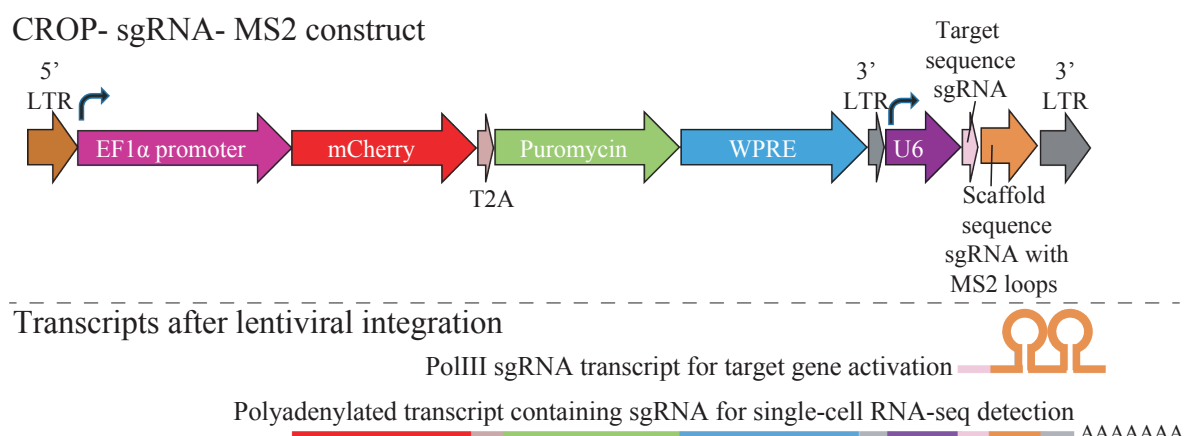 CROP- sgRNA- MS2 construct
5’
LTR
3’
LTR
Target
sequence
sgRNA
3’
LTR
EF1α promoter
mCherry
Puromycin
WPRE
U6
T2A
Scaffold
sequence
sgRNA with
MS2 loops
Transcripts after lentiviral integration
PolIII sgRNA transcript for target gene activation
Polyadenylated transcript containing sgRNA for single-cell RNA-seq detection
AAAAAAA